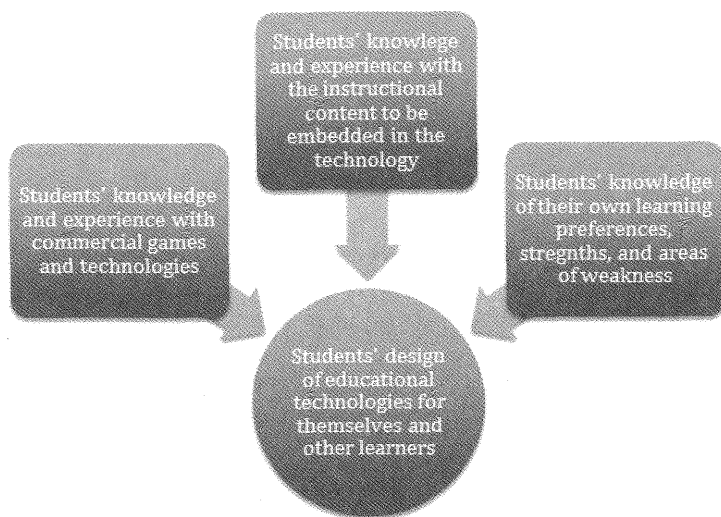 Students' knowlege
and experience with
the instructional
content to be
embedded in the
technology
Students' knowledge
and experience with
commercial games
and technologies
Students' knowledge
of their own learning
preferences,
stregnths, and areas
of weakness
Students' design
of educational
technologies for
themselves and
other learners